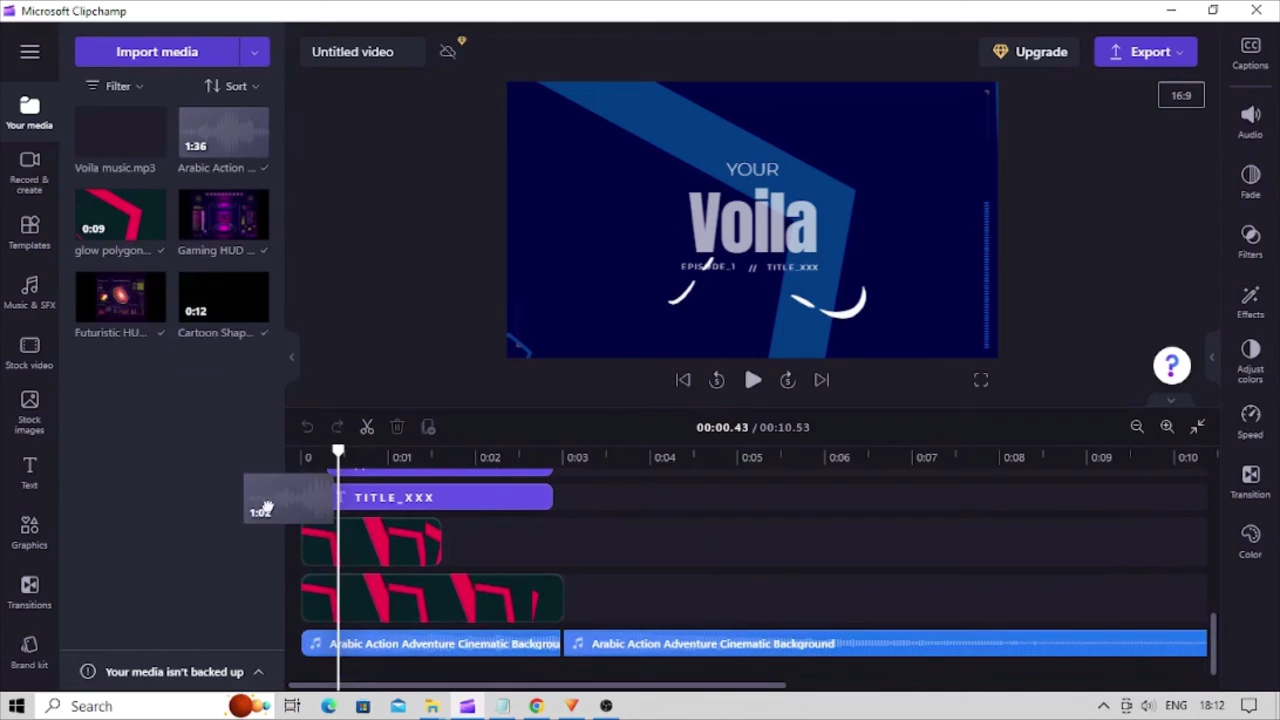 Microsoft Clipchamp
Import media
Untitled video
Upgrade
Export
Captions
Filter
Sort
16:9
Your media
1:36
Voila music.mp3
Arabic Action ...
Audio
Record & create
YOUR
Voila
EPISODE_1 // TITLE_XXX
Fade
0:09
glow polygon...
Gaming HUD ...
Templates
Filters
Music & SFX
0:12
Futuristic HU...
Cartoon Shap...
Effects
Stock video
Adjust colors
?
Stock images
00:00.43 / 00:10.53
Speed
0 0:01 0:02 0:03 0:04 0:05 0:06 0:07 0:08 0:09 0:10
Text
TITLE_XXX
1:02
Transition
Graphics
Color
Transitions
Brand kit
Arabic Action Adventure Cinematic Backgrou
Arabic Action Adventure Cinematic Background
Your media isn't backed up
Search
ENG
18:12